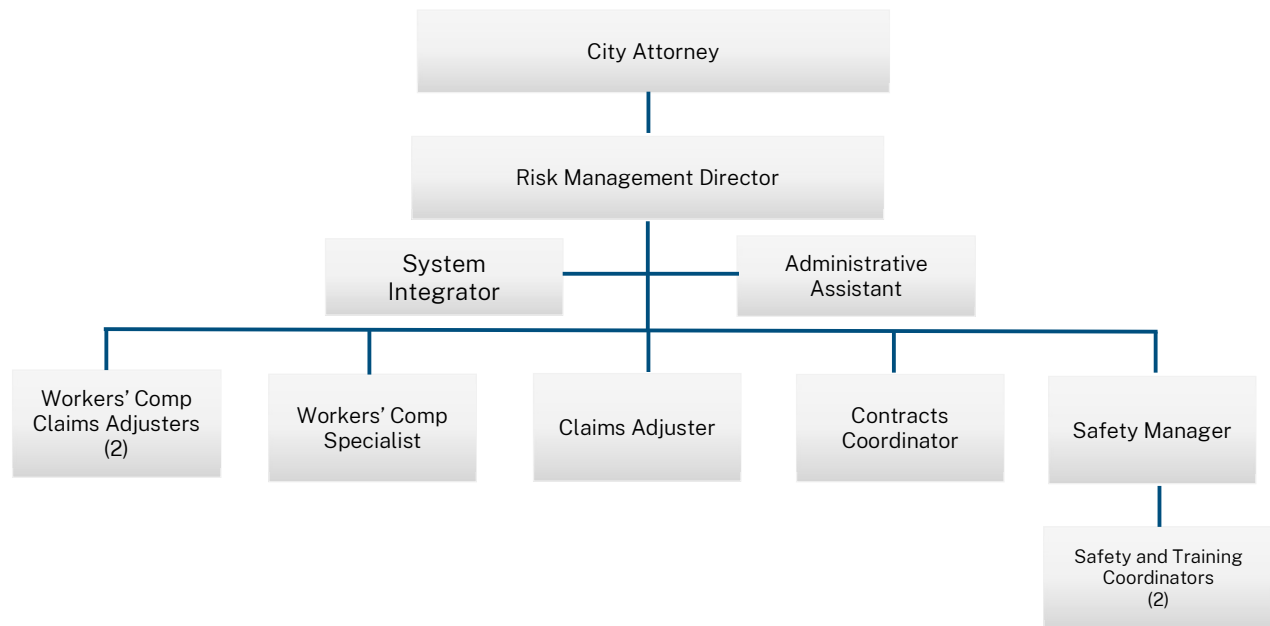 City Attorney
Risk Management Director
System
Integrator
Administrative
Assistant
Workers’ Comp
Claims Adjusters
(2)
Workers’ Comp
Specialist
Claims Adjuster
Contracts
Coordinator
Safety Manager
Safety and Training
Coordinators
(2)